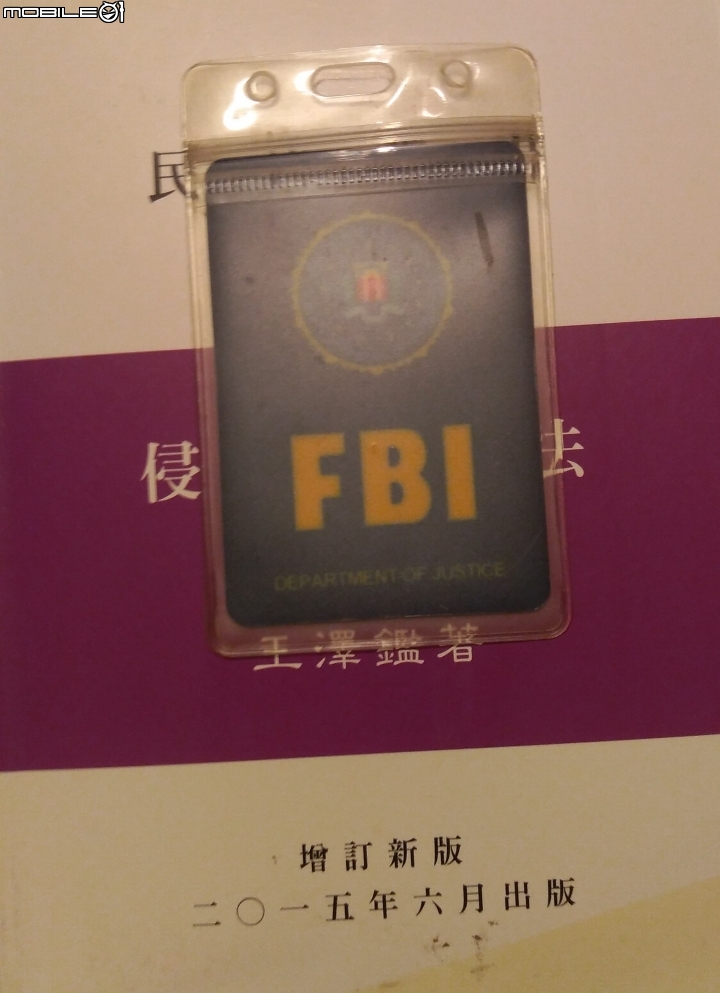 MOBILE01
民
FBI
侵 法
DEPARTMENT OF JUSTICE
王澤鑑著
增訂新版
二〇一五年六月出版